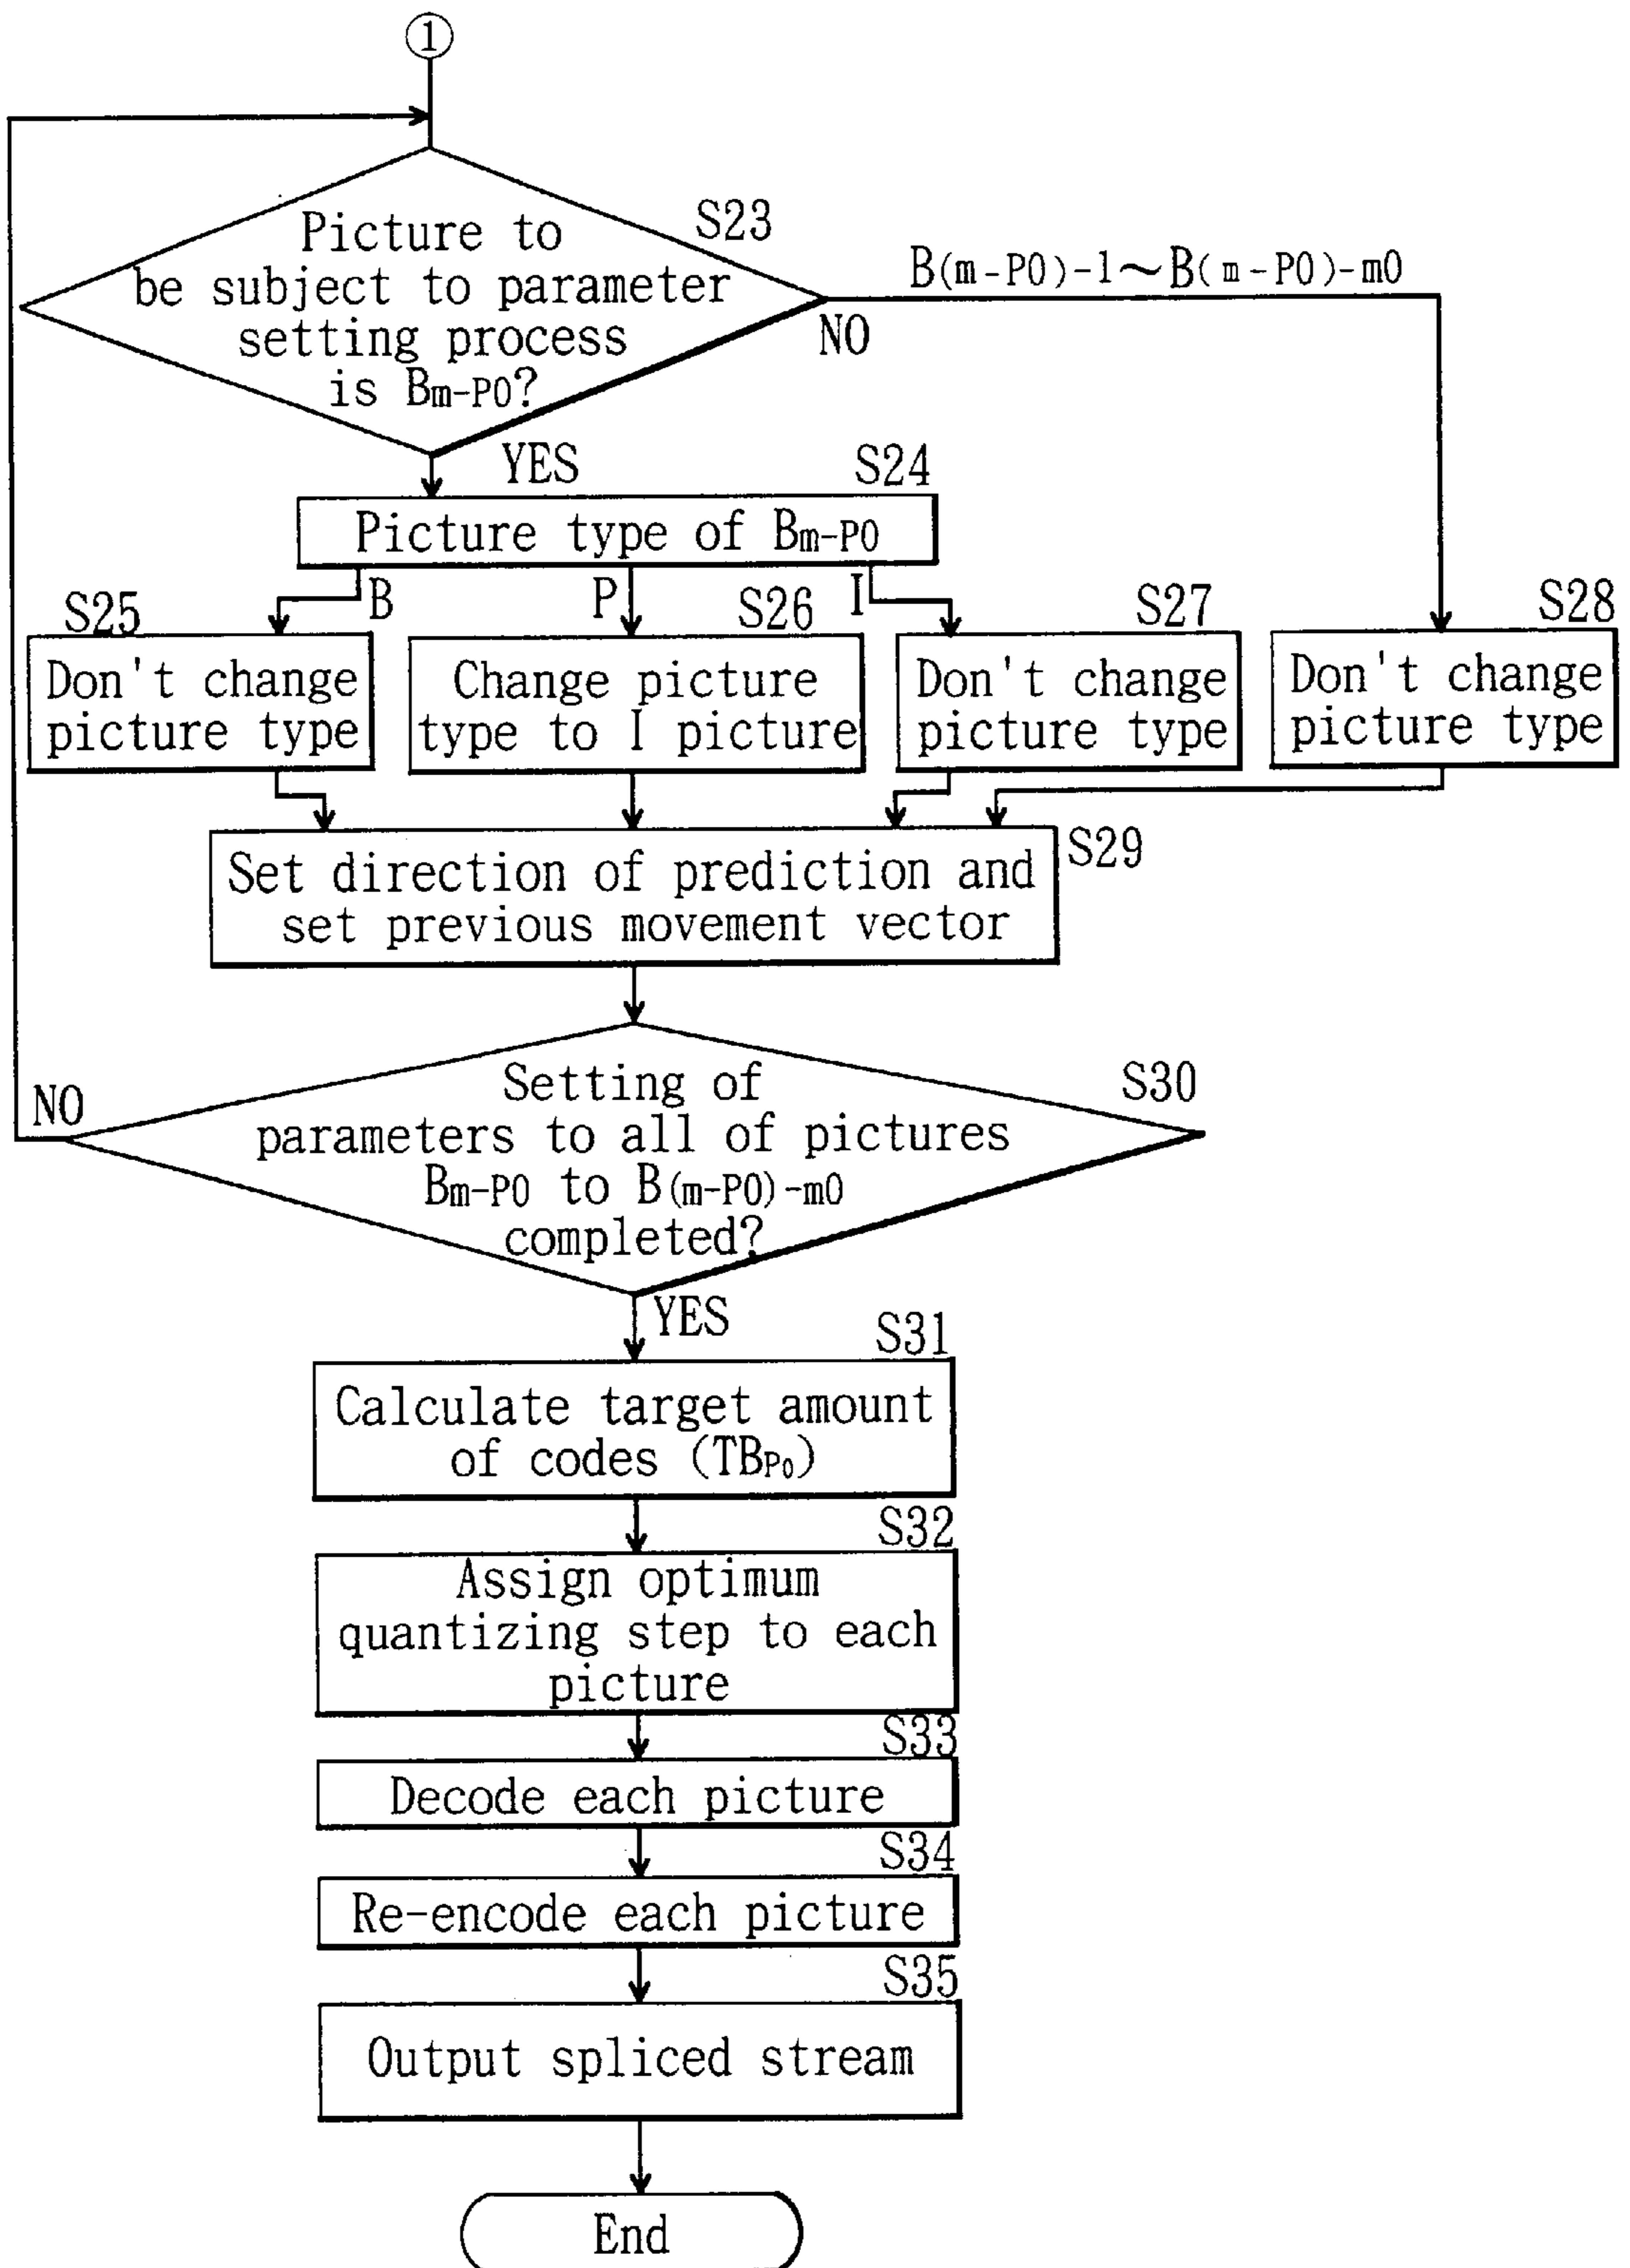 ①
S23
Picture to
be subject to parameter
setting process
is Bm-P0?
B(m-P0)-1~B(m-P0)-m0
NO
YES
S24
Picture type of Bm-P0
B
P
I
S25
Don't change
picture type
S26
Change picture
type to I picture
S27
Don't change
picture type
S28
Don't change
picture type
S29
Set direction of prediction and
set previous movement vector
S30
Setting of
parameters to all of pictures
Bm-P0 to B(m-P0)-m0
completed?
NO
YES
S31
Calculate target amount
of codes (TBP0)
S32
Assign optimum
quantizing step to each
picture
S33
Decode each picture
S34
Re-encode each picture
S35
Output spliced stream
End